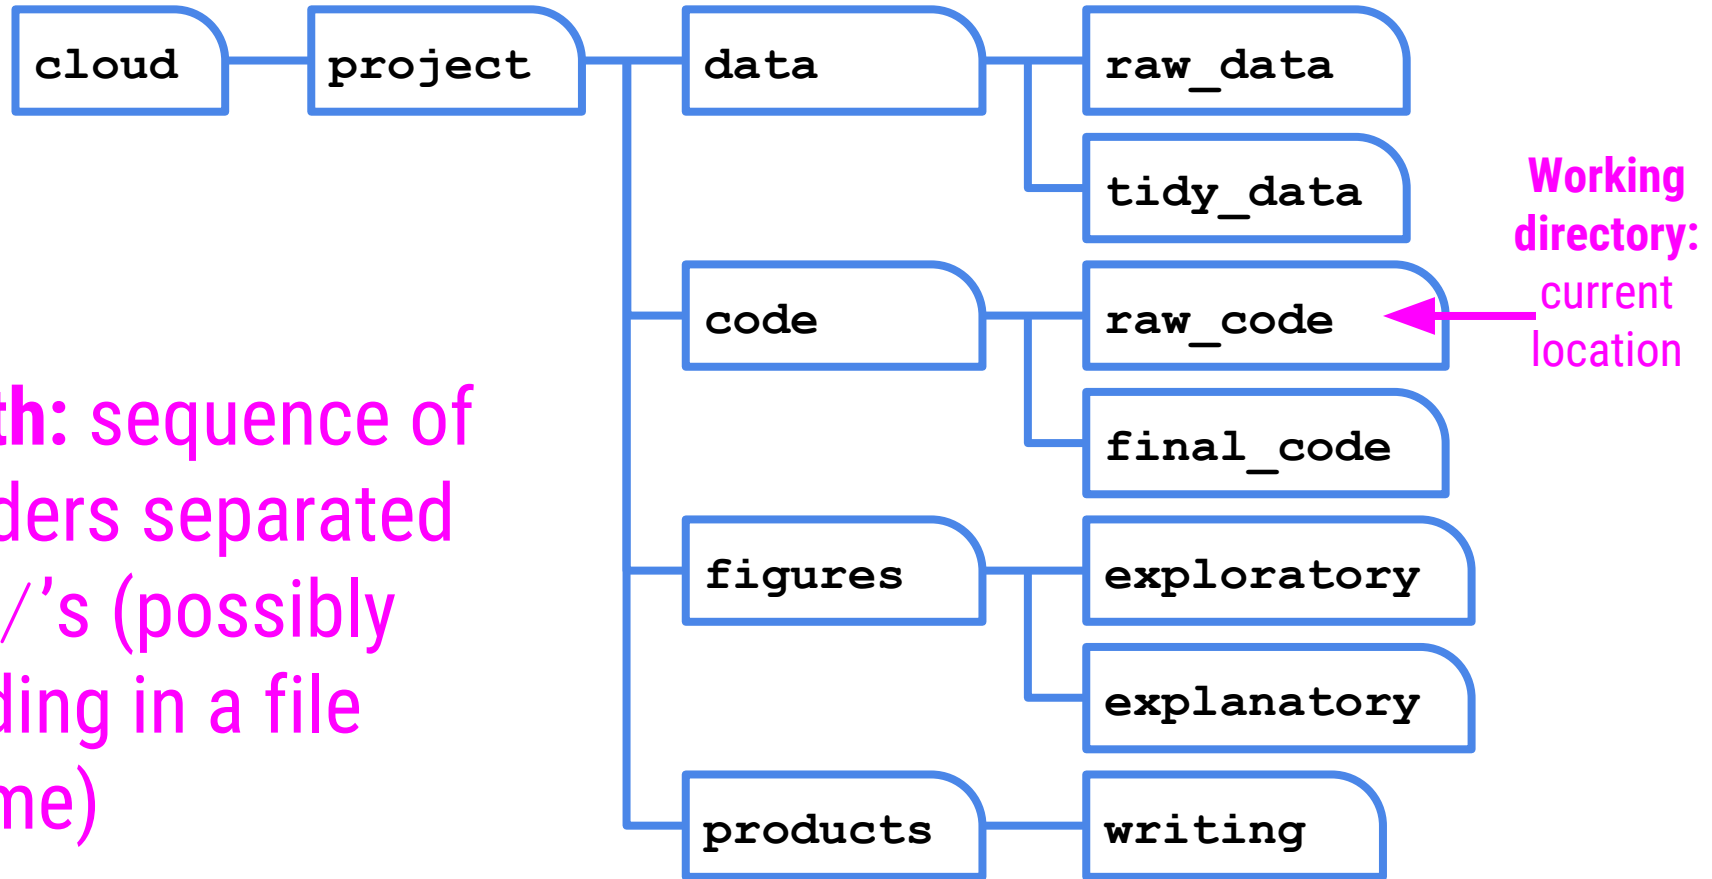 cloud
project
data
raw_data
tidy_data
Working
directory:
current
location
code
raw_code
final_code
th: sequence of
ders separated
/'s (possibly
ding in a file
me)
figures
exploratory
explanatory
products
writing